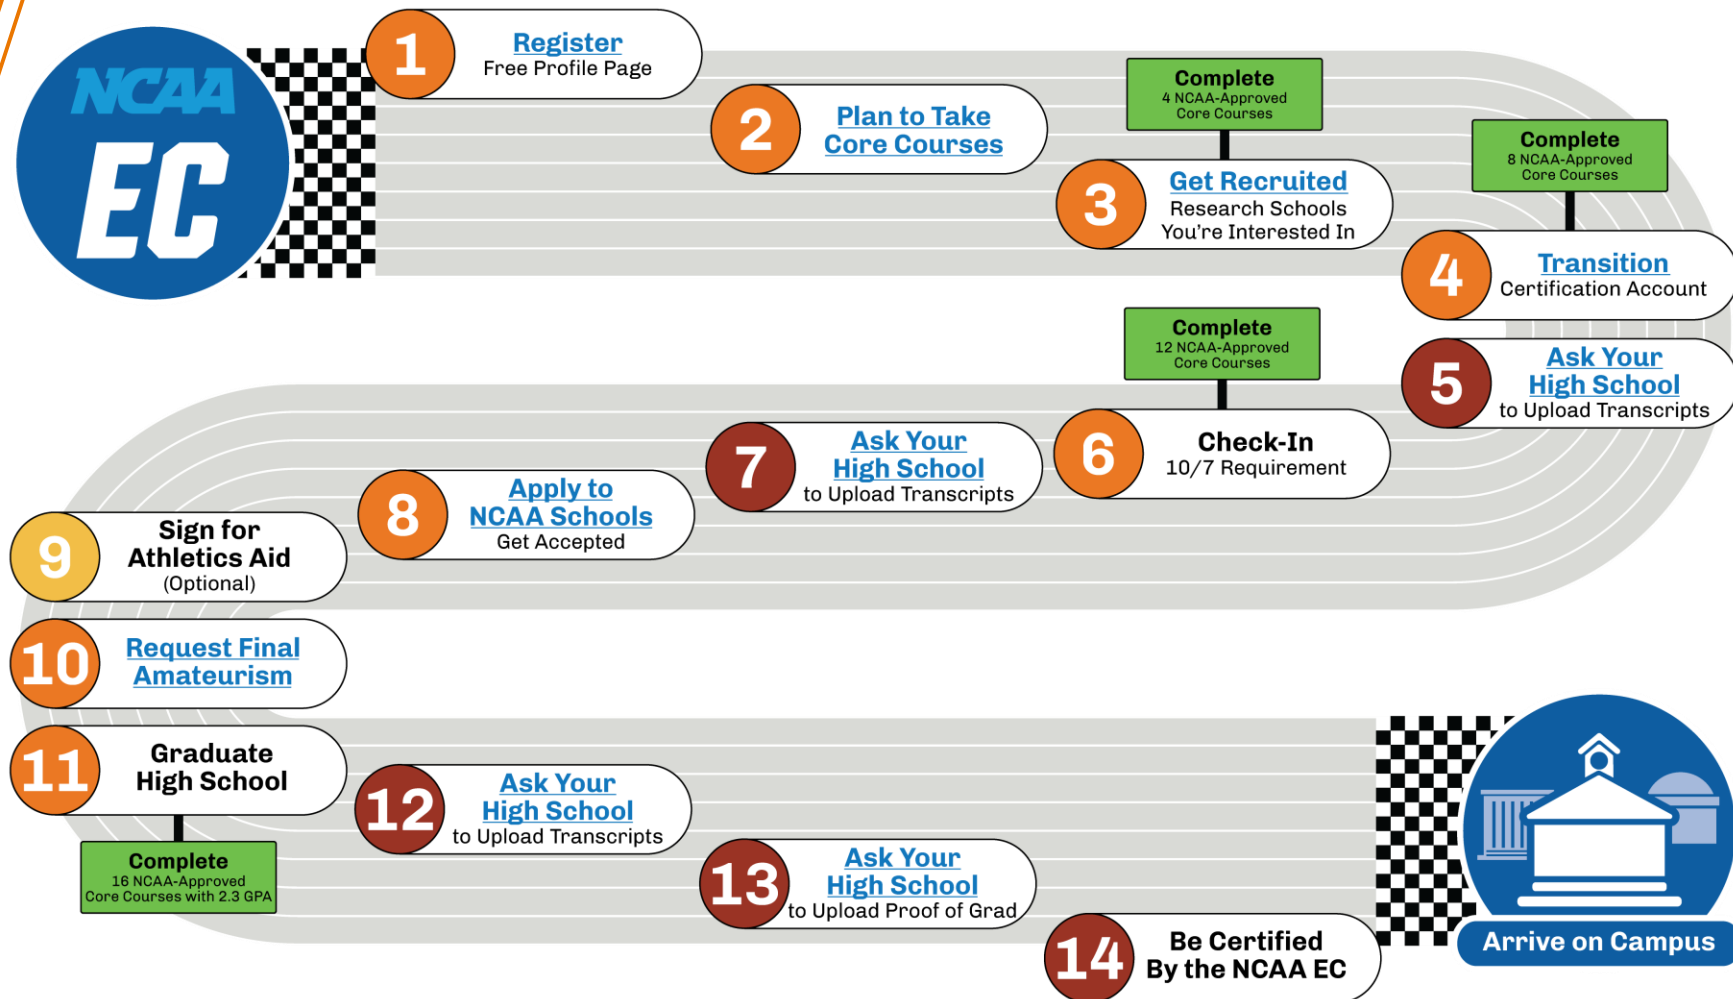 NCAA
EC
1
Register
Free Profile Page
2
Plan to Take
Core Courses
Complete
4 NCAA-Approved
Core Courses
3
Get Recruited
Research Schools
You're Interested In
Complete
8 NCAA-Approved
Core Courses
4
Transition
Certification Account
5
Ask Your
High School
to Upload Transcripts
Complete
12 NCAA-Approved
Core Courses
6
Check-In
10/7 Requirement
7
Ask Your
High School
to Upload Transcripts
8
Apply to
NCAA Schools
Get Accepted
9
Sign for
Athletics Aid
(Optional)
10
Request Final
Amateurism
11
Graduate
High School
Complete
16 NCAA-Approved
Core Courses with 2.3 GPA
12
Ask Your
High School
to Upload Transcripts
13
Ask Your
High School
to Upload Proof of Grad
14
Be Certified
By the NCAA EC
Arrive on Campus